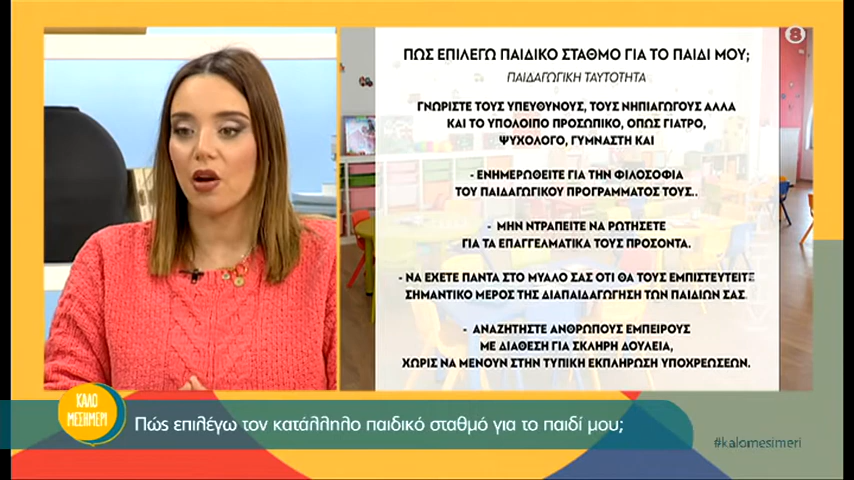 8
ΠΩΣ ΕΠΙΛΕΓΩ ΠΑΙΔΙΚΟ ΣΤΑΘΜΟ ΓΙΑ ΤΟ ΠΑΙΔΙ ΜΟΥ;
ΠΑΙΔΑΓΩΓΙΚΗ ΤΑΥΤΟΤΗΤΑ
ΓΝΩΡΙΣΤΕ ΤΟΥΣ ΥΠΕΥΘΥΝΟΥΣ, ΤΟΥΣ ΝΗΠΙΑΓΩΓΟΥΣ ΑΛΛΑ
ΚΑΙ ΤΟ ΥΠΟΛΟΙΠΟ ΠΡΟΣΩΠΙΚΟ, ΟΠΩΣ ΓΙΑΤΡΟ,
ΨΥΧΟΛΟΓΟ, ΓΥΜΝΑΣΤΗ ΚΑΙ
- ΕΝΗΜΕΡΩΘΕΙΤΕ ΓΙΑ ΤΗΝ ΦΙΛΟΣΟΦΙΑ
ΤΟΥ ΠΑΙΔΑΓΩΓΙΚΟΥ ΠΡΟΓΡΑΜΜΑΤΟΣ ΤΟΥΣ..
- ΜΗΝ ΝΤΡΑΠΕΙΤΕ ΝΑ ΡΩΤΗΣΕΤΕ
ΓΙΑ ΤΑ ΕΠΑΓΓΕΛΜΑΤΙΚΑ ΤΟΥΣ ΠΡΟΣΟΝΤΑ.
- ΝΑ ΕΧΕΤΕ ΠΑΝΤΑ ΣΤΟ ΜΥΑΛΟ ΣΑΣ ΟΤΙ ΘΑ ΤΟΥΣ ΕΜΠΙΣΤΕΥΤΕΙΤΕ
ΣΗΜΑΝΤΙΚΟ ΜΕΡΟΣ ΤΗΣ ΔΙΑΠΑΙΔΑΓΩΓΗΣΗ ΤΩΝ ΠΑΙΔΙΩΝ ΣΑΣ.
- ΑΝΑΖΗΤΗΣΤΕ ΑΝΘΡΩΠΟΥΣ ΕΜΠΕΙΡΟΥΣ
ΜΕ ΔΙΑΘΕΣΗ ΓΙΑ ΣΚΛΗΡΗ ΔΟΥΛΕΙΑ,
ΧΩΡΙΣ ΝΑ ΜΕΝΟΥΝ ΣΤΗΝ ΤΥΠΙΚΗ ΕΚΠΛΗΡΩΣΗ ΥΠΟΧΡΕΩΣΕΩΝ.
ΚΑΛΟ
ΜΕΣΗΜΕΡΙ
Πώς επιλέγω τον κατάλληλο παιδικό σταθμό για το παιδί μου;
#kalomesimeri